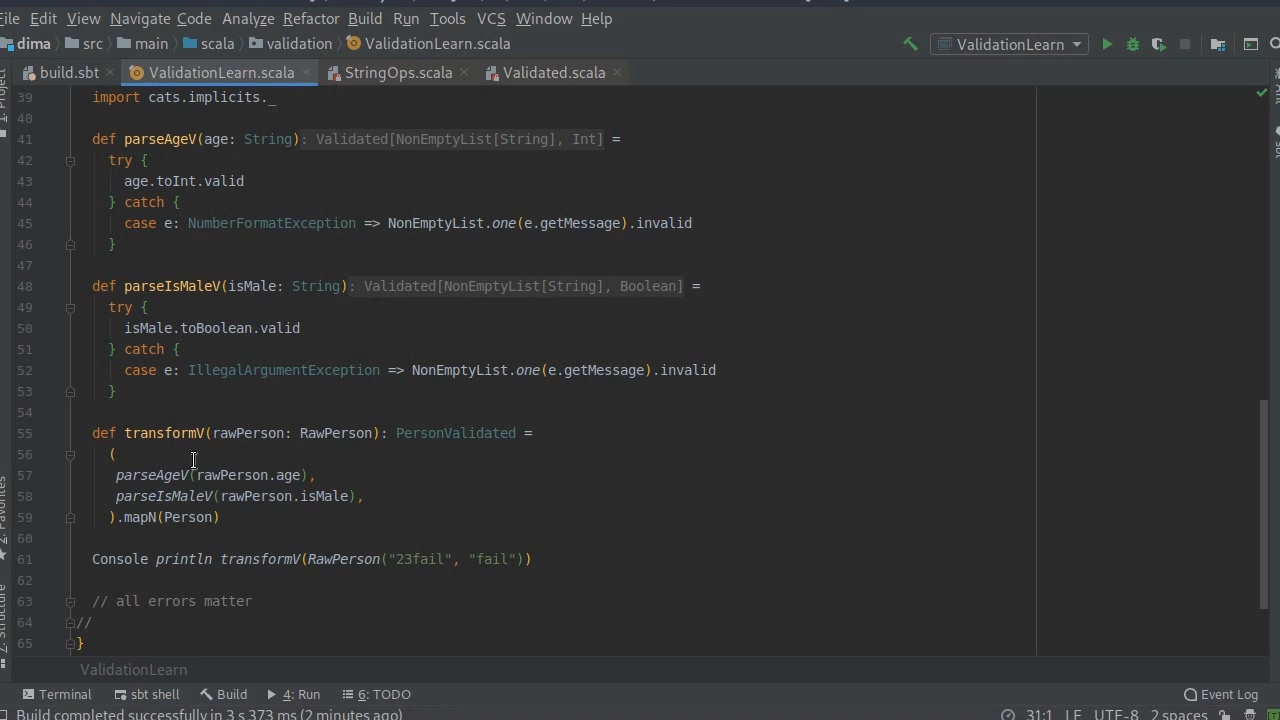 File Edit View Navigate Code Analyze Refactor Build Run Tools VCS Window Help
dima src main scala validation ValidationLearn.scala ValidationLearn
build.sbt ValidationLearn.scala StringOps.scala Validated.scala
39 import cats.implicits._
40
41 def parseAgeV(age: String): Validated[NonEmptyList[String], Int] =
42 try {
43 age.toInt.valid
44 } catch {
45 case e: NumberFormatException => NonEmptyList.one(e.getMessage).invalid
46 }
47
48 def parseIsMaleV(isMale: String): Validated[NonEmptyList[String], Boolean] =
49 try {
50 isMale.toBoolean.valid
51 } catch {
52 case e: IllegalArgumentException => NonEmptyList.one(e.getMessage).invalid
53 }
54
55 def transformV(rawPerson: RawPerson): PersonValidated =
56 (
57 parseAgeV(rawPerson.age),
58 parseIsMaleV(rawPerson.isMale),
59 ).mapN(Person)
60
61 Console println transformV(RawPerson("23fail", "fail"))
62
63 // all errors matter
64 //
65 }
ValidationLearn
1: Project
2: Favorites
7: Structure
Terminal sbt shell Build 4: Run 6: TODO Event Log
Build completed successfully in 3 s 373 ms (2 minutes ago) 31:1 LF UTF-8 2 spaces